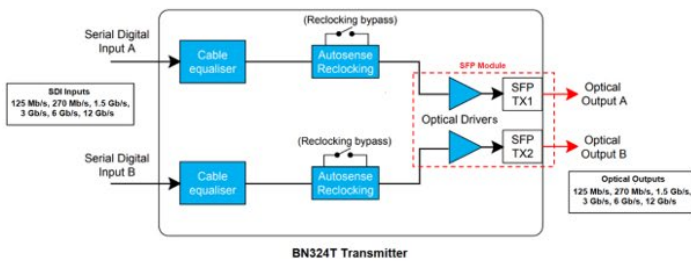 (Reclocking bypass)
Serial Digital
Input A
Cable
equaliser
Autosense
Reclocking
SFP Module
SFP
TX1
Optical
Output A
SDI Inputs
125 Mb/s, 270 Mb/s, 1.5 Gb/s,
3 Gb/s, 6 Gb/s, 12 Gb/s
Optical Drivers
(Reclocking bypass)
Serial Digital
Input B
Cable
equaliser
Autosense
Reclocking
SFP
TX2
Optical
Output B
Optical Outputs
125 Mb/s, 270 Mb/s, 1.5 Gb/s,
3 Gb/s, 6 Gb/s, 12 Gb/s
BN324T Transmitter